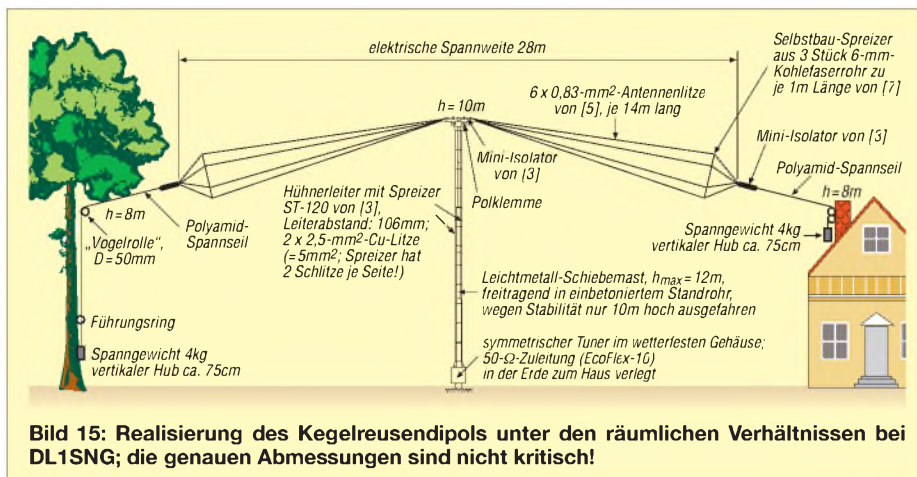 elektrische Spannweite 28m
Selbstbau-Spreizer
aus 3 Stück 6-mm-
Kohlefaserrohr zu
je 1m Länge von [7]
h=10m
6 x 0,83-mm²-Antennenlitze
von [5], je 14m lang
Mini-Isolator
von [3]
Polklemme
Mini-Isolator von [3]
Polyamid-Spannseil
h=8m
h=8m
Polyamid-
Spannseil
„Vogelrolle“,
D=50mm
Hühnerleiter mit Spreizer
ST-120 von [3],
Leiterabstand: 106mm;
2 x 2,5-mm²-Cu-Litze
(=5mm²; Spreizer hat
2 Schlitze je Seite!)
Spanngewicht 4kg
vertikaler Hub ca. 75cm
Leichtmetall-Schiebemast, hmax=12m,
freitragend in einbetoniertem Standrohr,
wegen Stabilität nur 10m hoch ausgefahren
Führungsring
Spanngewicht 4kg
vertikaler Hub ca. 75cm
symmetrischer Tuner im wetterfesten Gehäuse;
50-Ω-Zuleitung (EcoFlex-10)
in der Erde zum Haus verlegt
Bild 15: Realisierung des Kegelreusendipols unter den räumlichen Verhältnissen bei
DL1SNG; die genauen Abmessungen sind nicht kritisch!